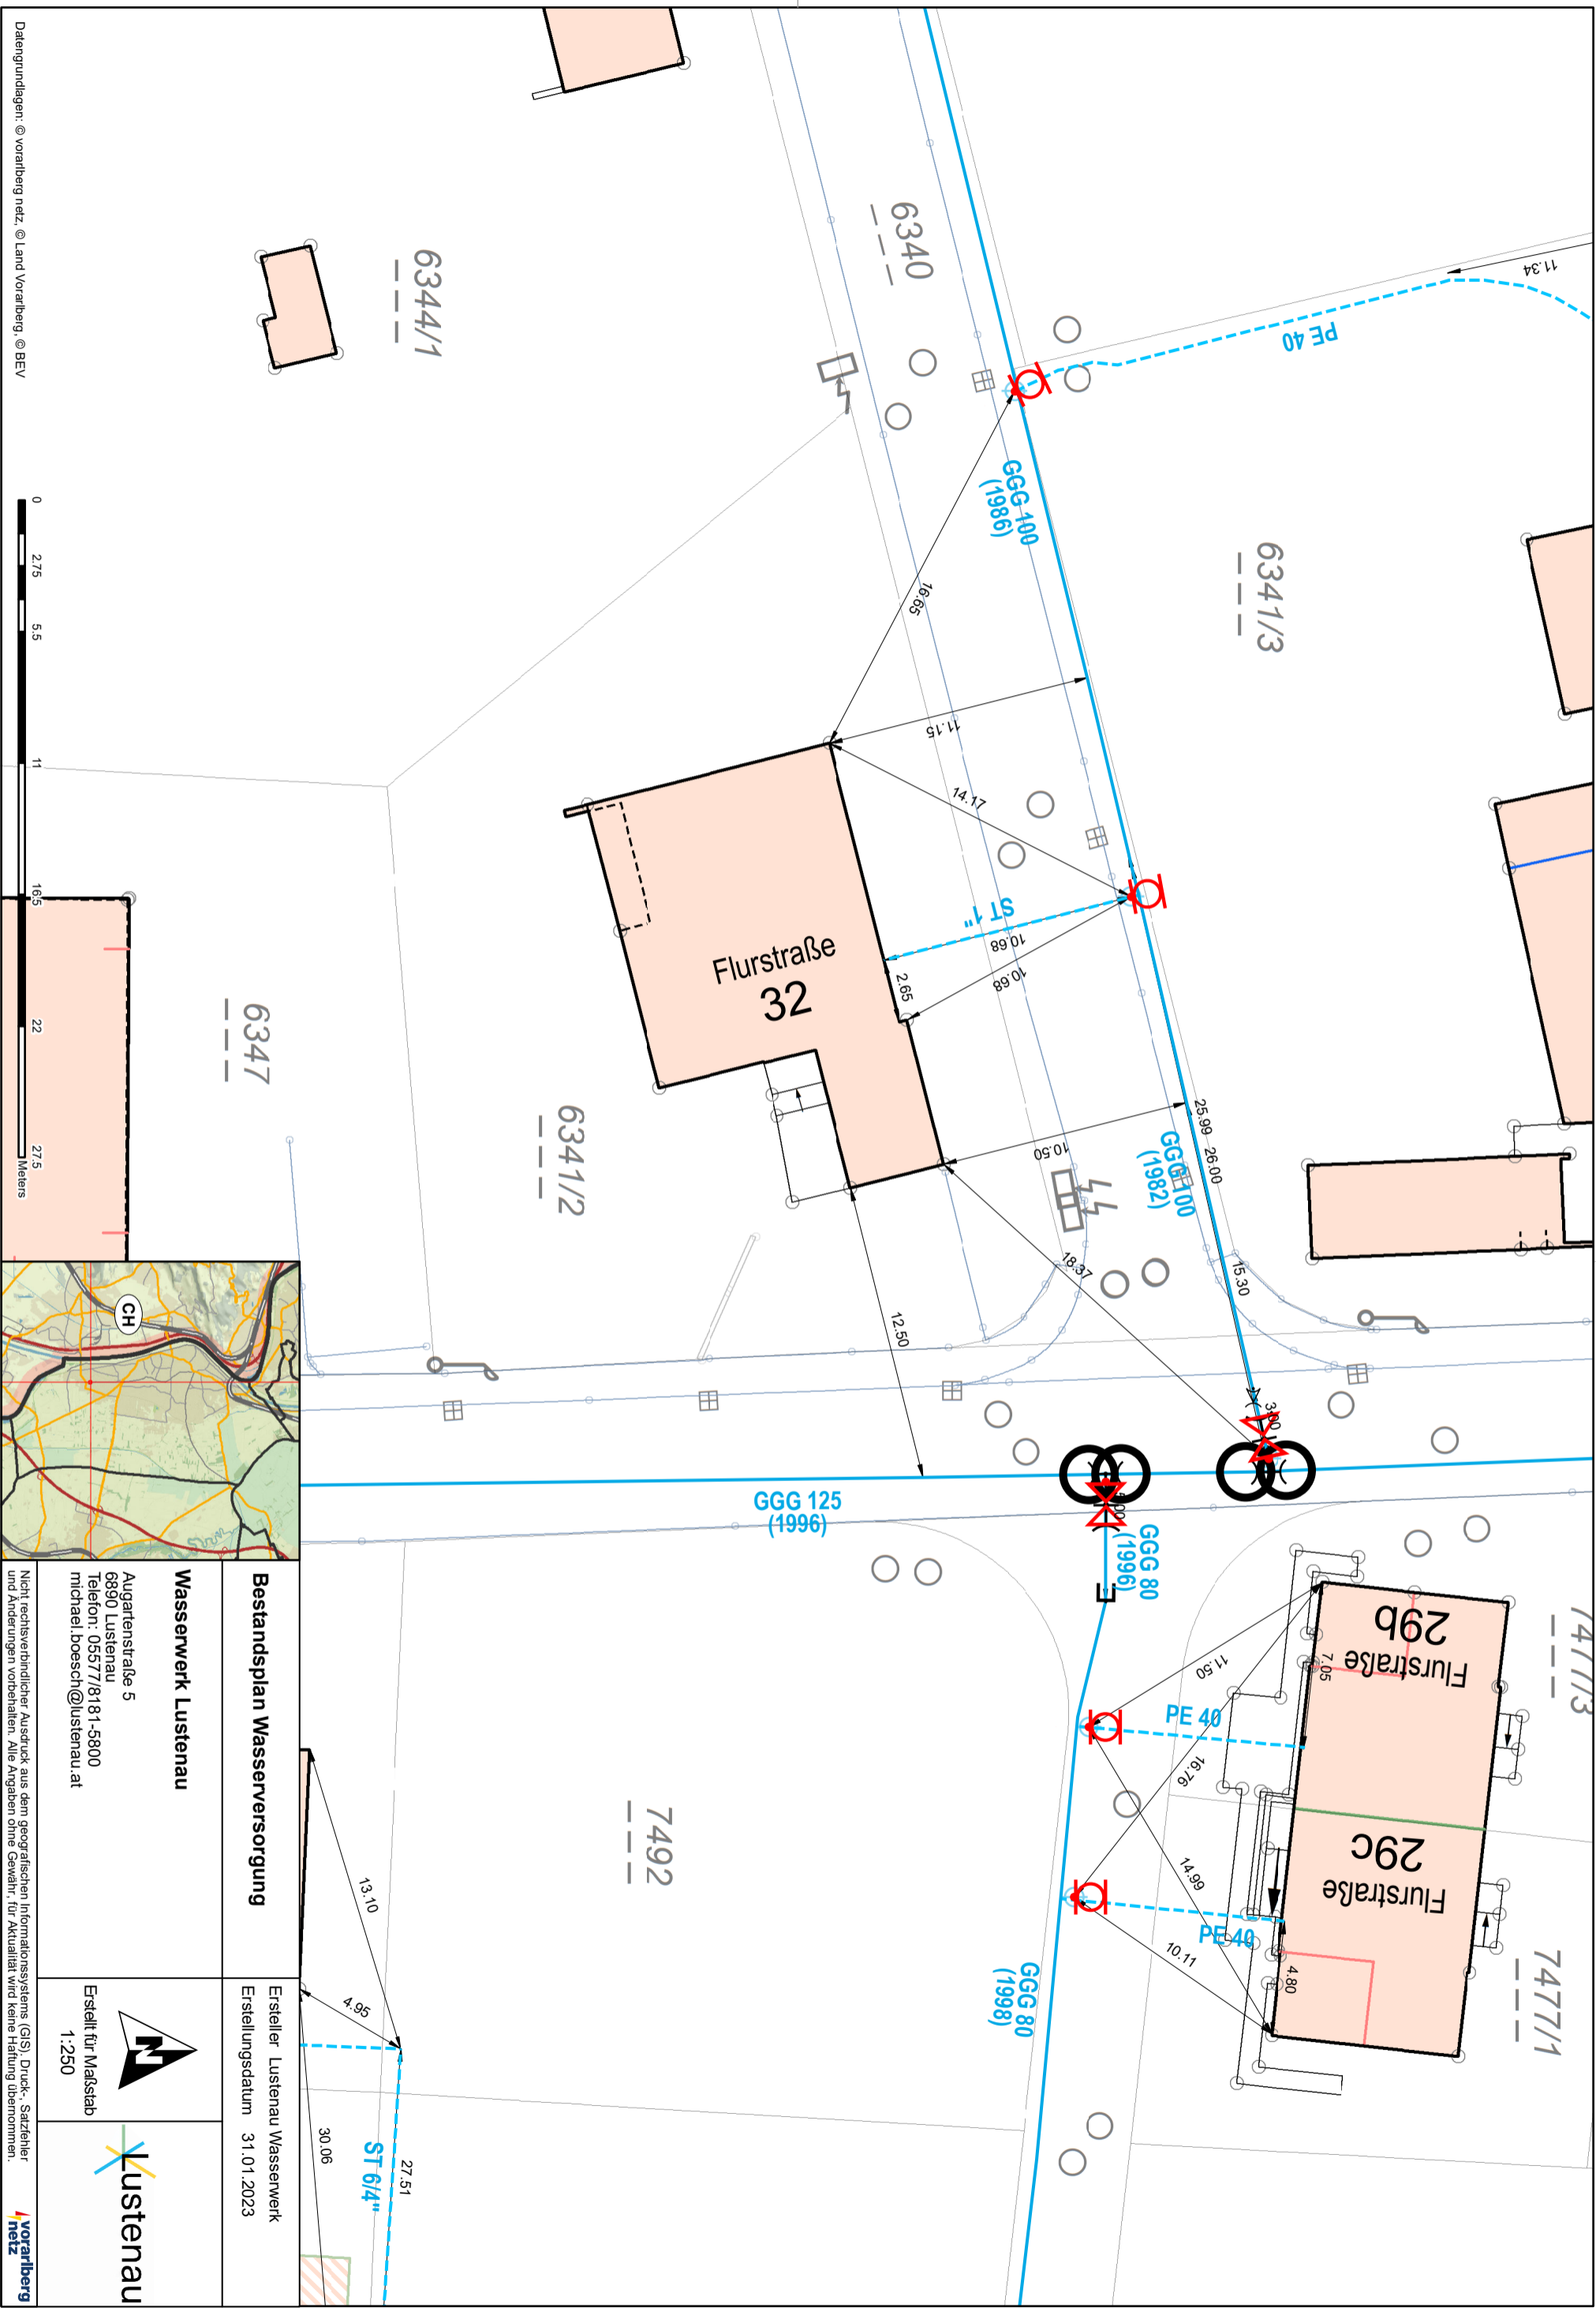 6344/1
6340
PE 40
11.34
GGG 100
(1986)
6341/3
16.65
11.15
14.17
ST 1"
10.68
10.68
2.65
Flurstraße
32
6347
6341/2
10.50
GGG 100
(1982)
25.99
26.00
15.30
18.37
12.50
3.00
GGG 125
(1996)
GGG 80
(1996)
11.50
PE 40
16.76
7.05
29b
Flurstraße
29c
Flurstraße
14.99
PE 40
10.11
4.80
GGG 80
(1998)
7477/3
7477/1
7492
13.10
4.95
30.06
27.51
ST 6/4"
0 2.75 5.5 11 16.5 22 27.5
Meters
Datengrundlagen: © vorarlberg netz, © Land Vorarlberg, © BEV
CH
Bestandsplan Wasserversorgung
Ersteller Lustenau Wasserwerk
Erstellungsdatum 31.01.2023
Wasserwerk Lustenau
Augartenstraße 5
6890 Lustenau
Telefon: 05577/8181-5800
michael.boesch@lustenau.at
N
Erstellt für Maßstab
1:250
Lustenau
Nicht rechtsverbindlicher Ausdruck aus dem geografischen Informationssystems (GIS). Druck-, Satzfehler
und Änderungen vorbehalten. Alle Angaben ohne Gewähr, für Aktualität wird keine Haftung übernommen.
vorarlberg
netz